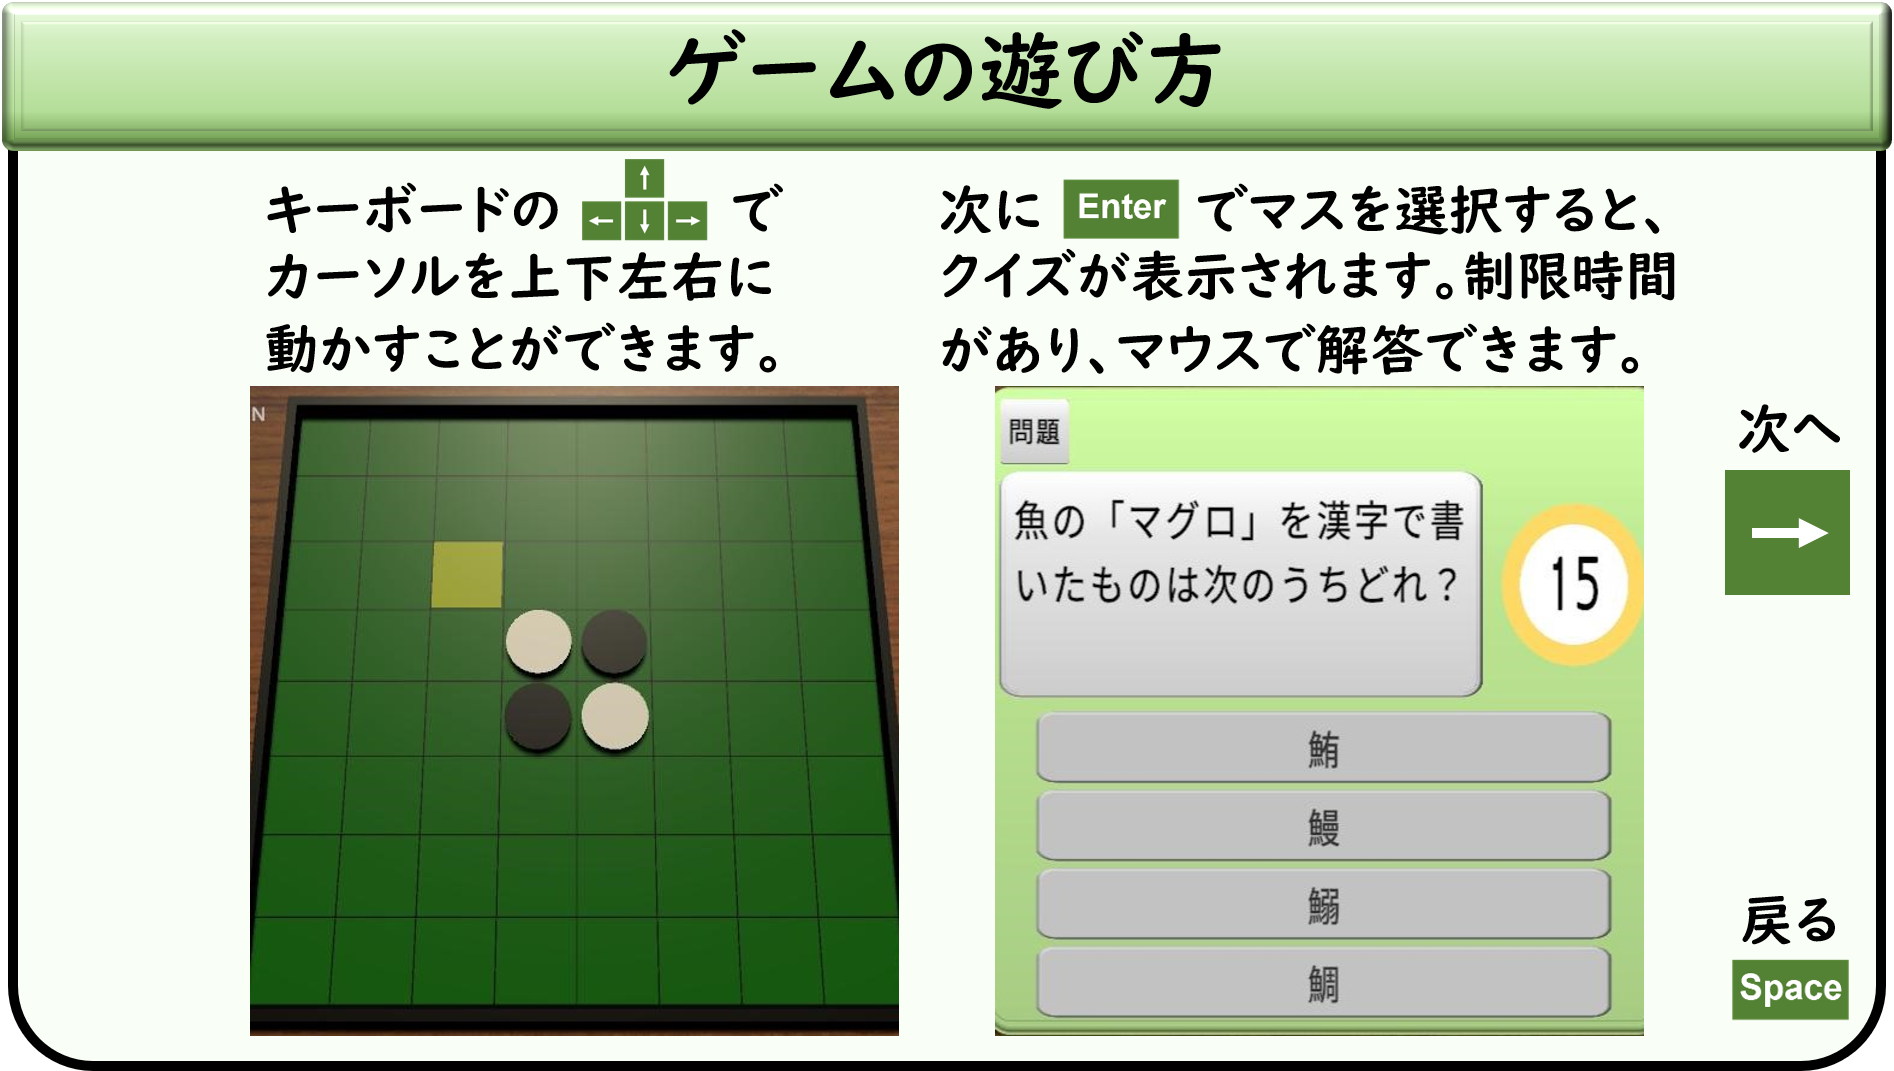 ゲームの遊び方
キーボードの ↑ ← ↓ → で
カーソルを上下左右に
動かすことができます。
次に Enter でマスを選択すると、
クイズが表示されます。制限時間
があり、マウスで解答できます。
N
問題
魚の「マグロ」を漢字で書
いたものは次のうちどれ？
15
鮪
鰻
鰯
鯛
次へ
→
戻る
Space